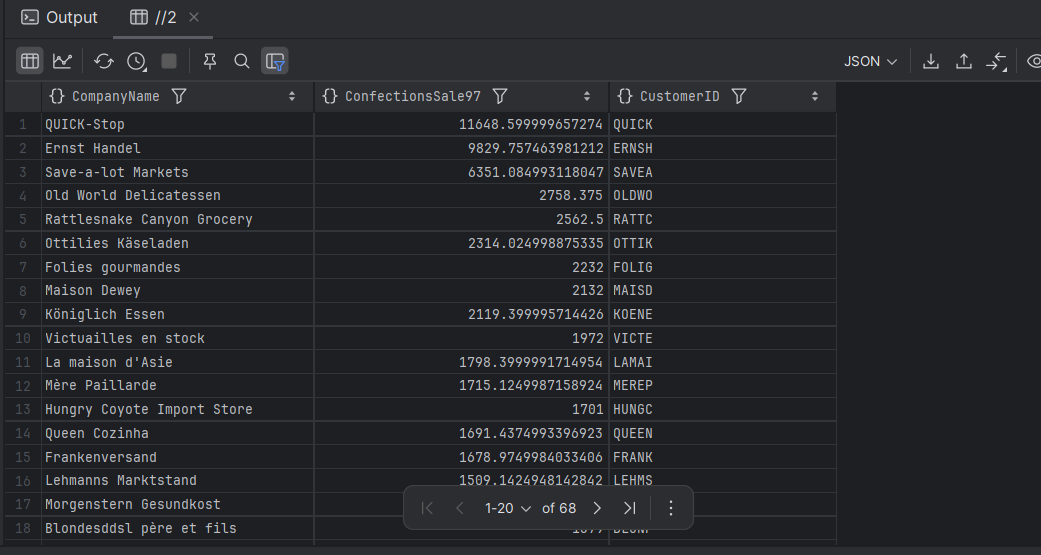 Output //2
JSON
CompanyName ConfectionsSale97 CustomerID
1 QUICK-Stop 11648.599999657274 QUICK
2 Ernst Handel 9829.757463981212 ERNSH
3 Save-a-lot Markets 6351.084993118047 SAVEA
4 Old World Delicatessen 2758.375 OLDWO
5 Rattlesnake Canyon Grocery 2562.5 RATTC
6 Ottilies Käseladen 2314.024998875335 OTTIK
7 Folies gourmandes 2232 FOLIG
8 Maison Dewey 2132 MAISD
9 Königlich Essen 2119.399995714426 KOENE
10 Victuailles en stock 1972 VICTE
11 La maison d'Asie 1798.3999991714954 LAMAI
12 Mère Paillarde 1715.1249987158924 MEREP
13 Hungry Coyote Import Store 1701 HUNGC
14 Queen Cozinha 1691.4374993396923 QUEEN
15 Frankenversand 1678.9749984033406 FRANK
16 Lehmanns Marktstand 1509.1424948142842 LEHMS
17 Morgenstern Gesundkost
1-20 of 68
18 Blondesddsl père et fils